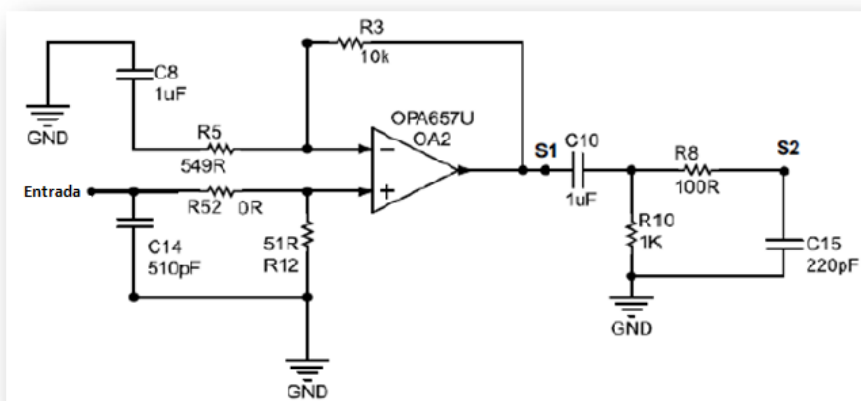 R3
10k
C8
1uF
GND
OPA657U
OA2
R5
549R
S1
C10
1uF
R8
100R
S2
Entrada
R52 0R
C14
510pF
51R
R12
R10
1K
C15
220pF
GND
GND